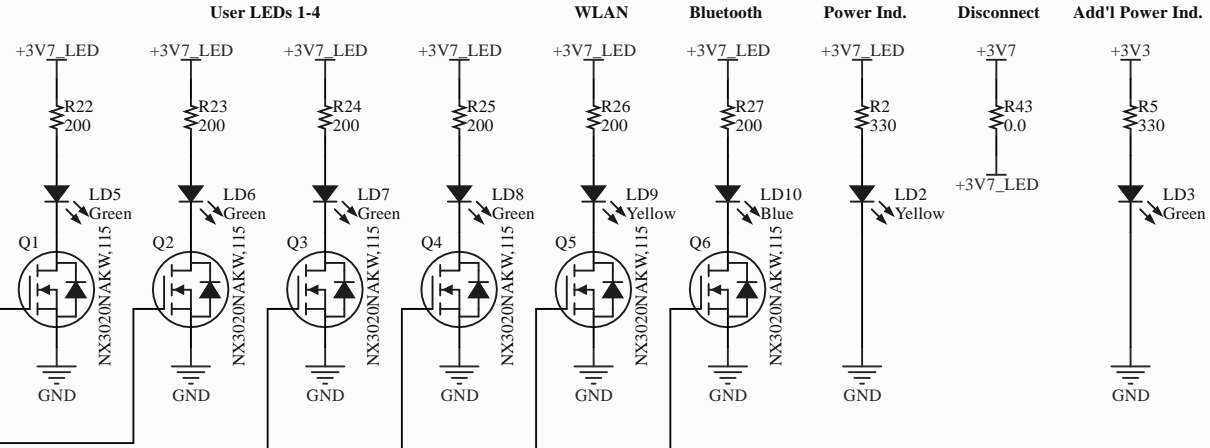 User LEDs 1-4 WLAN Bluetooth Power Ind. Disconnect Add'l Power Ind.
+3V7_LED +3V7_LED +3V7_LED +3V7_LED +3V7_LED +3V7_LED +3V7_LED +3V7 +3V3
R22 R23 R24 R25 R26 R27 R2 R43 R5
200 200 200 200 200 200 330 0.0 330
+3V7_LED
LD5 LD6 LD7 LD8 LD9 LD10 LD2 LD3
Green Green Green Green Yellow Blue Yellow Green
Q1 Q2 Q3 Q4 Q5 Q6
NX3020NAKW,115 NX3020NAKW,115 NX3020NAKW,115 NX3020NAKW,115 NX3020NAKW,115 NX3020NAKW,115
GND GND GND GND GND GND GND GND